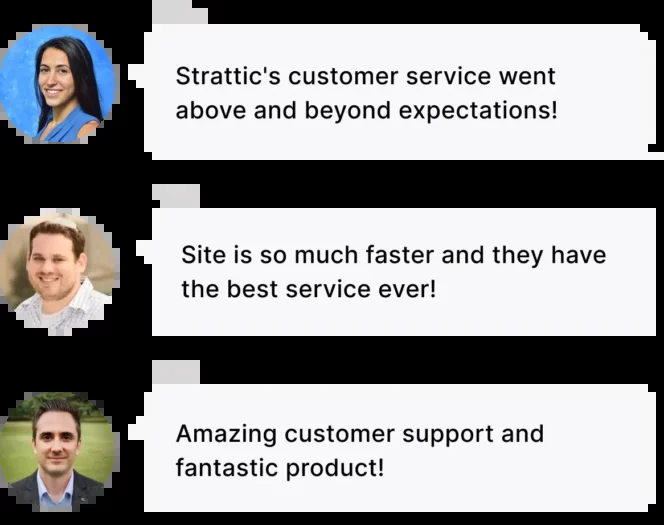 Strattic's customer service went
above and beyond expectations!
Site is so much faster and they have
the best service ever!
Amazing customer support and
fantastic product!